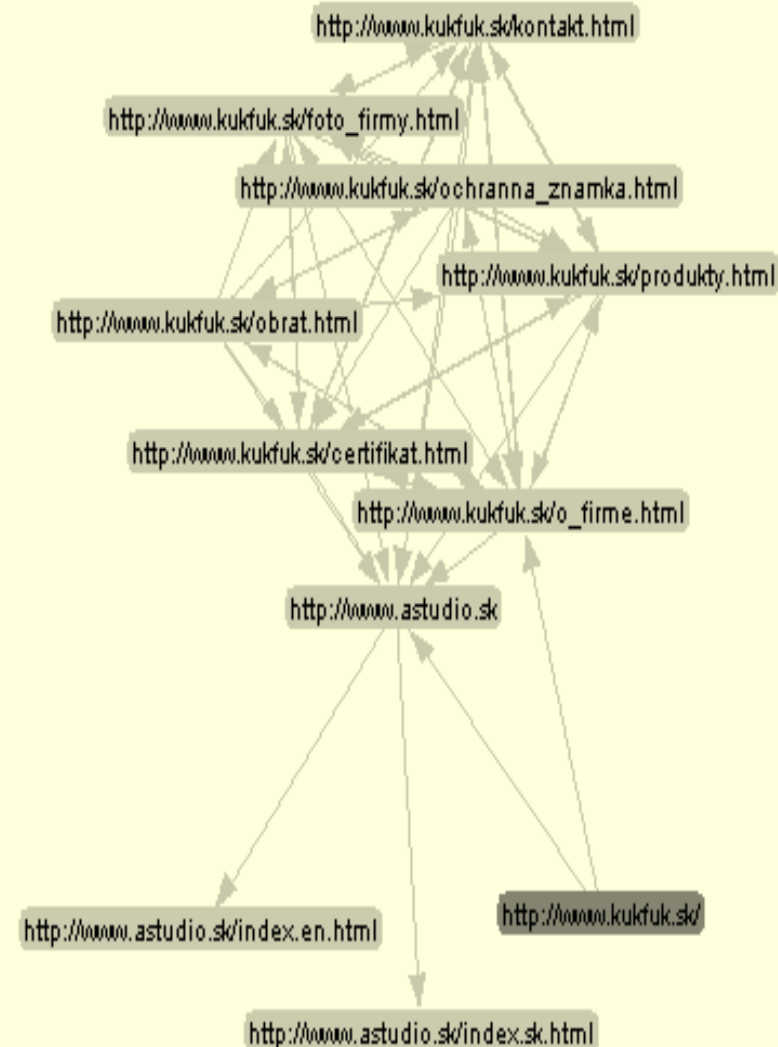 http://www.kukfuk.sk/kontakt.html
http://www.kukfuk.sk/foto_firmy.html
http://www.kukfuk.sk/ochranna_znamka.html
http://www.kukfuk.sk/produkty.html
http://www.kukfuk.sk/obrat.html
http://www.kukfuk.sk/certifikat.html
http://www.kukfuk.sk/o_firme.html
http://www.astudio.sk
http://www.kukfuk.sk/
http://www.astudio.sk/index.en.html
http://www.astudio.sk/index.sk.html